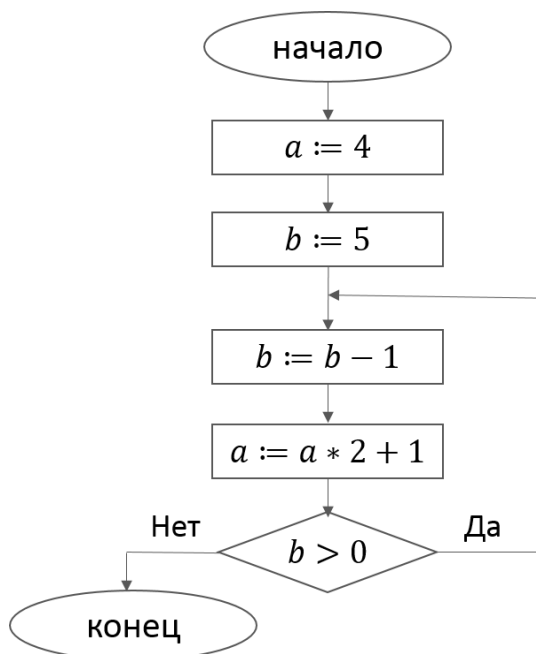 начало
a := 4
b := 5
b := b − 1
a := a ∗ 2 + 1
Нет
b > 0
Да
конец